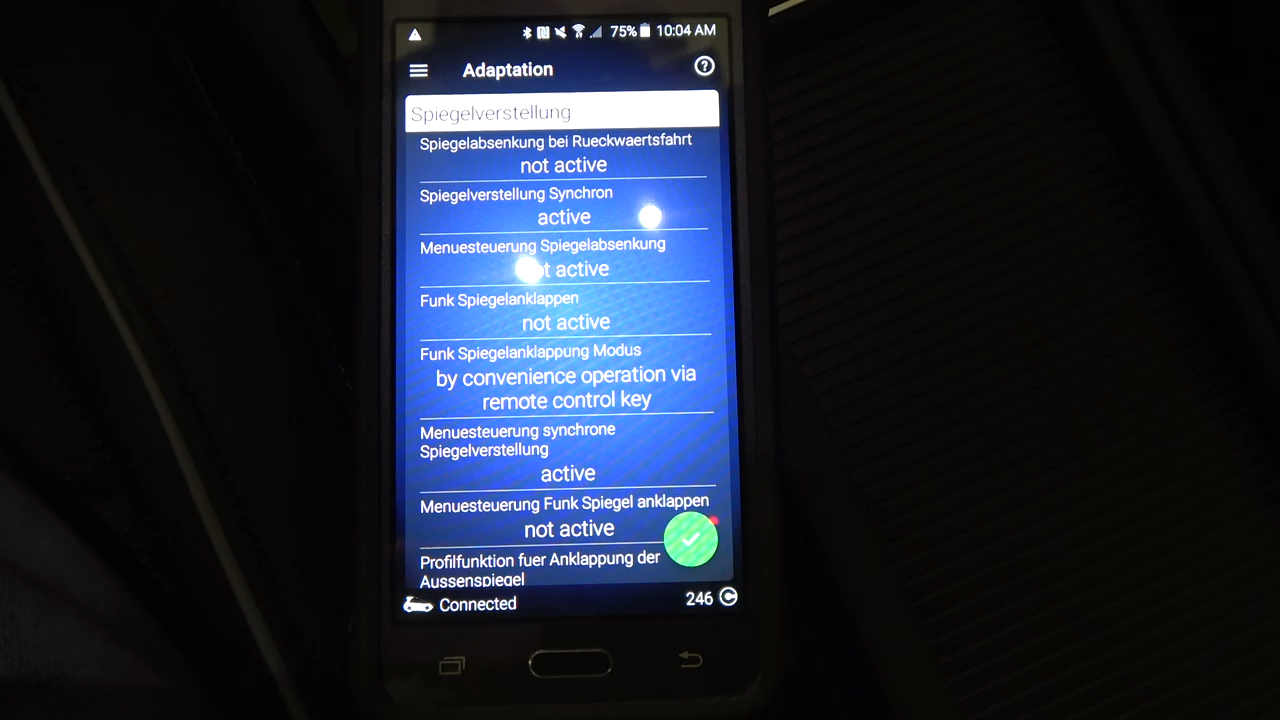 75% 10:04 AM
Adaptation
Spiegelverstellung
Spiegelabsenkung bei Rueckwaertsfahrt
not active
Spiegelverstellung Synchron
active
Menuesteuerung Spiegelabsenkung
active
Funk Spiegelanklappen
not active
Funk Spiegelanklappung Modus
by convenience operation via
remote control key
Menuesteuerung synchrone
Spiegelverstellung
active
Menuesteuerung Funk Spiegel anklappen
not active
Profilfunktion fuer Anklappung der
Aussenspiegel
Connected 246